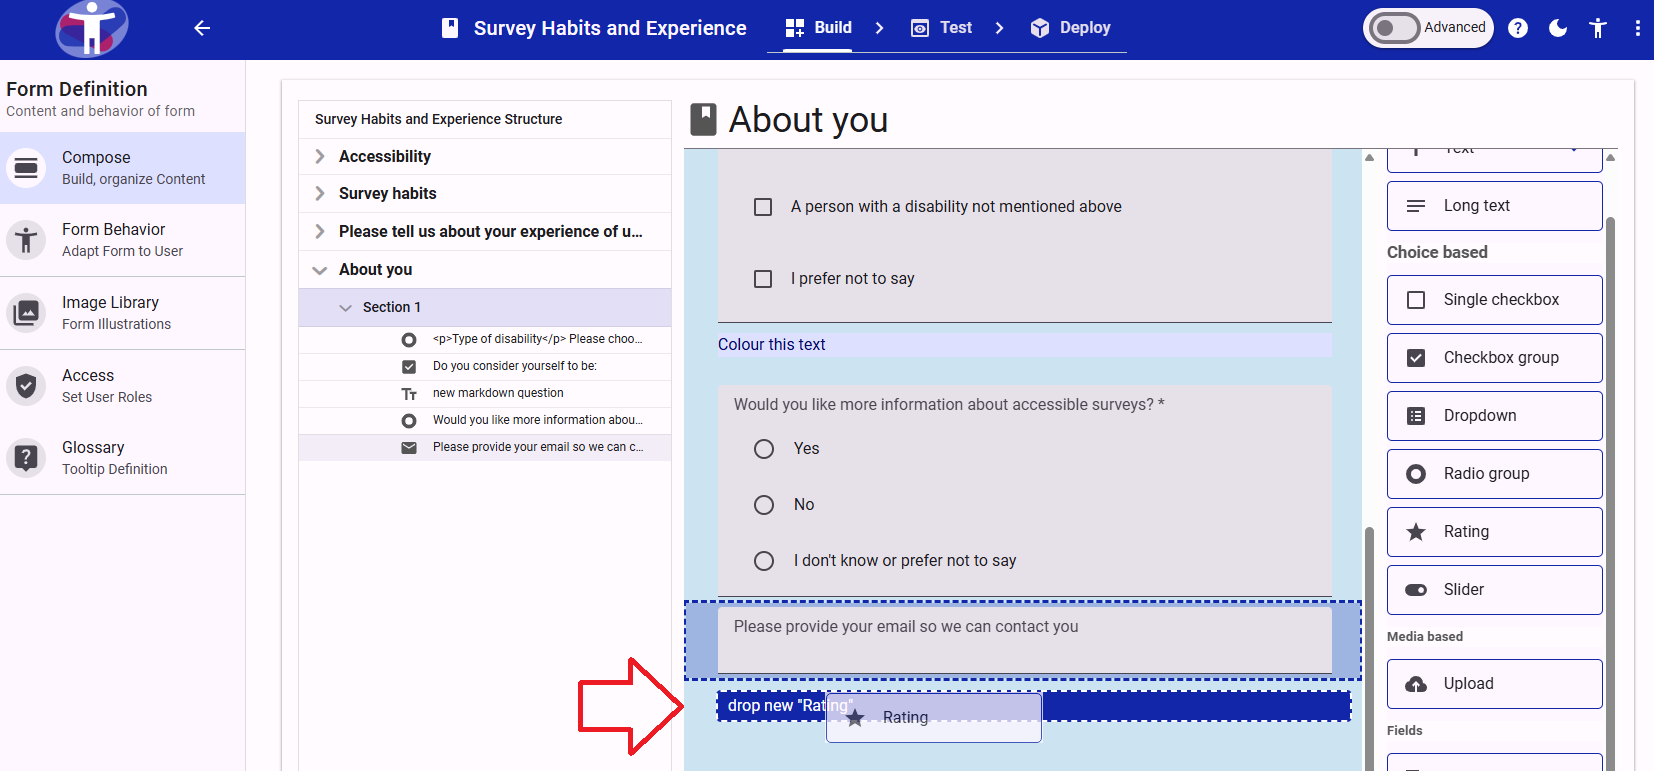 Survey Habits and Experience
Build
Test
Deploy
Advanced
Form Definition
Content and behavior of form
Compose
Build, organize Content
Form Behavior
Adapt Form to User
Image Library
Form Illustrations
Access
Set User Roles
Glossary
Tooltip Definition
Survey Habits and Experience Structure
Accessibility
Survey habits
Please tell us about your experience of u...
About you
Section 1
<p>Type of disability</p> Please choo...
Do you consider yourself to be:
new markdown question
Would you like more information abou...
Please provide your email so we can c...
About you
A person with a disability not mentioned above
I prefer not to say
Colour this text
Would you like more information about accessible surveys? *
Yes
No
I don't know or prefer not to say
Please provide your email so we can contact you
drop new "Rating"
Rating
Text
Long text
Choice based
Single checkbox
Checkbox group
Dropdown
Radio group
Rating
Slider
Media based
Upload
Fields